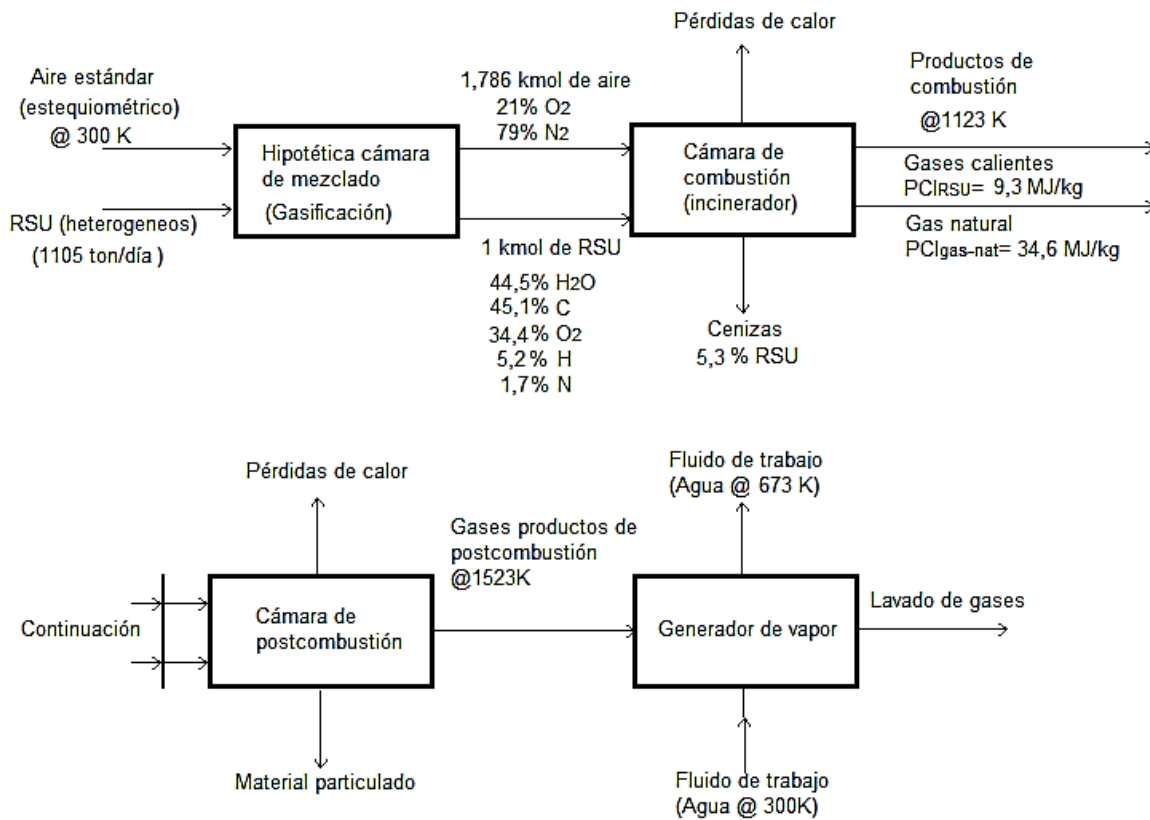 Aire estándar
(estequiométrico)
@ 300 K
RSU (heterogeneos)
(1105 ton/día )
Hipotética cámara
de mezclado
(Gasificación)
1,786 kmol de aire
21% O2
79% N2
1 kmol de RSU
44,5% H2O
45,1% C
34,4% O2
5,2% H
1,7% N
Pérdidas de calor
Cámara de
combustión
(incinerador)
Cenizas
5,3 % RSU
Productos de
combustión
@1123 K
Gases calientes
PCIRSU= 9,3 MJ/kg
Gas natural
PCIgas-nat= 34,6 MJ/kg
Continuación
Pérdidas de calor
Cámara de
postcombustión
Material particulado
Gases productos de
postcombustión
@1523K
Fluido de trabajo
(Agua @ 673 K)
Generador de vapor
Fluido de trabajo
(Agua @ 300K)
Lavado de gases